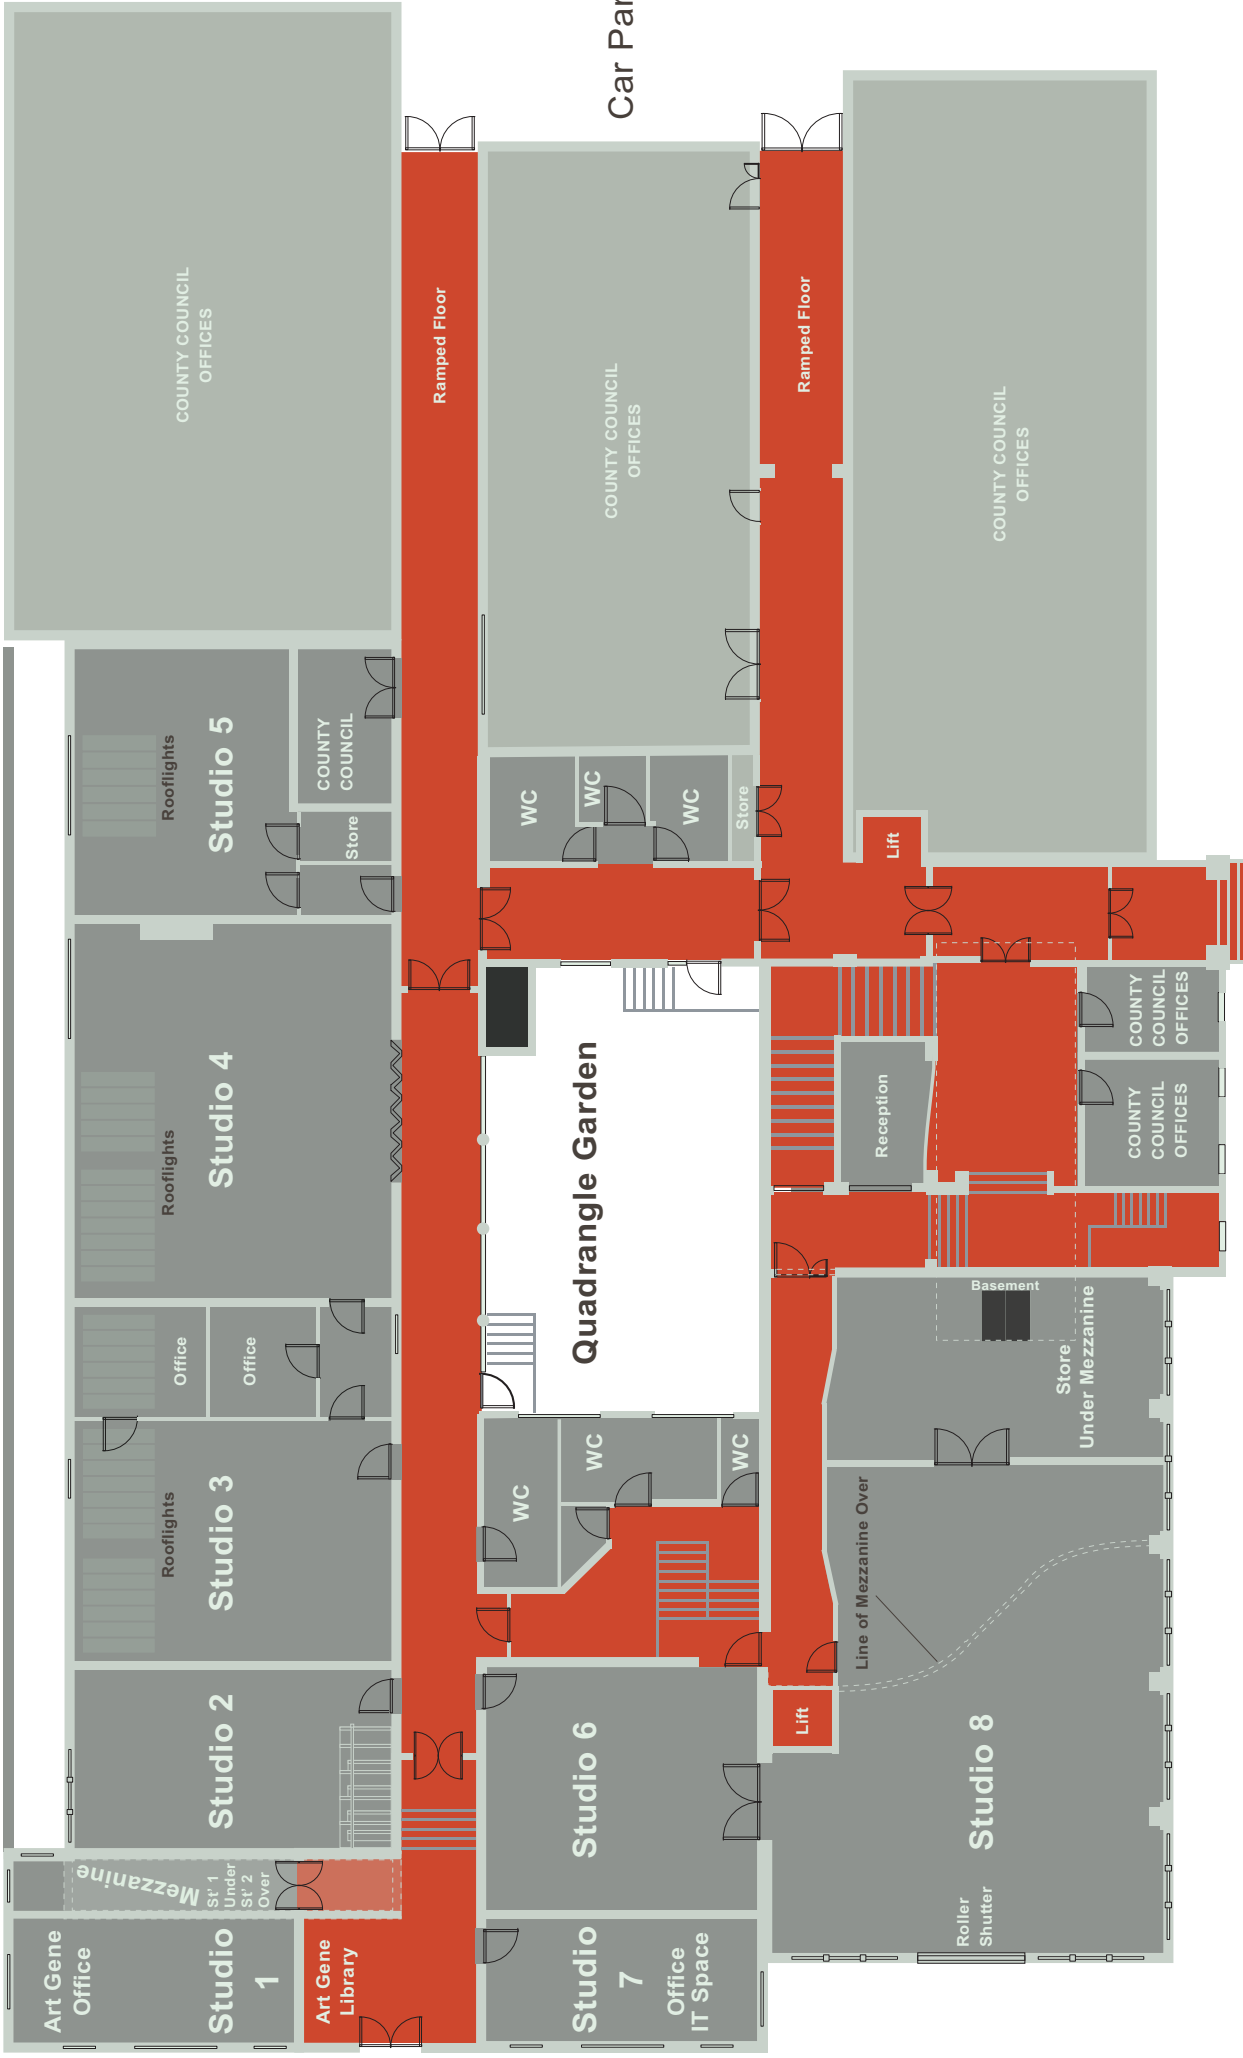 Car Par
COUNTY COUNCIL
OFFICES
Ramped Floor
COUNTY COUNCIL
OFFICES
Ramped Floor
COUNTY COUNCIL
OFFICES
Rooflights
Studio 5
COUNTY
COUNCIL
Store
WC
WC
WC
Store
Lift
Rooflights
Studio 4
Quadrangle Garden
Reception
COUNTY
COUNCIL
OFFICES
COUNTY
COUNCIL
OFFICES
Office
Office
Basement
Store
Under Mezzanine
Rooflights
Studio 3
WC
WC
WC
Line of Mezzanine Over
Studio 2
Studio 6
Lift
Studio 8
Roller
Shutter
Mezzanine
St' 1
Under
St' 2
Over
Art Gene
Office
Studio
1
Art Gene
Library
Studio
7
Office
IT Space